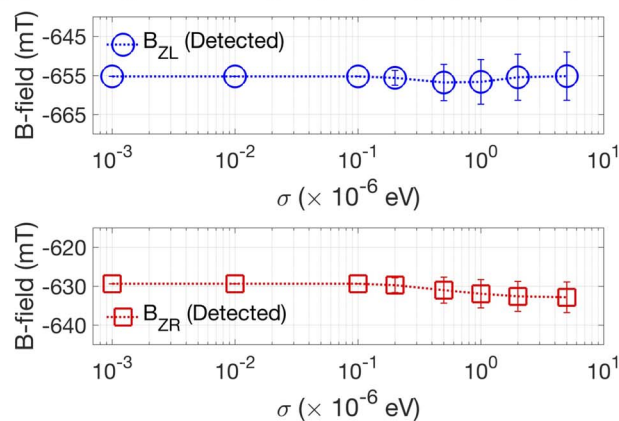 -645
-655
-665
B-field (mT)
B_ZL (Detected)
10^-3 10^-2 10^-1 10^0 10^1
σ (× 10^-6 eV)
-620
-630
-640
B-field (mT)
B_ZR (Detected)
10^-3 10^-2 10^-1 10^0 10^1
σ (× 10^-6 eV)